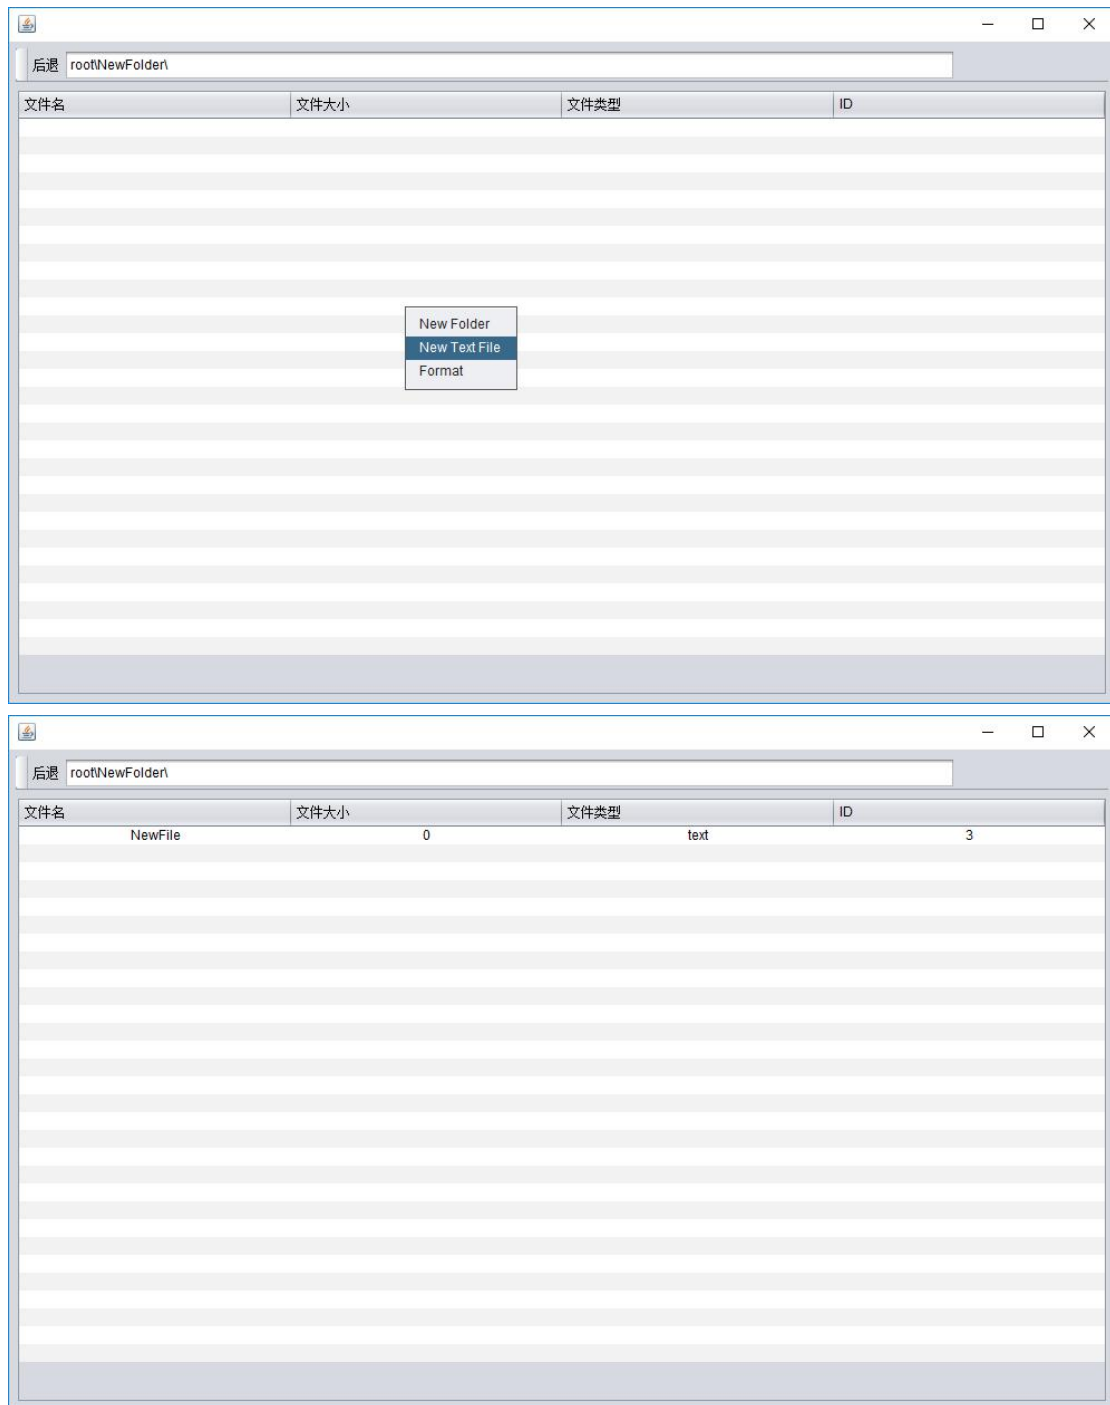 后退 root\NewFolder\
文件名 文件大小 文件类型 ID
New Folder
New Text File
Format
后退 root\NewFolder\
文件名 文件大小 文件类型 ID
NewFile 0 text 3